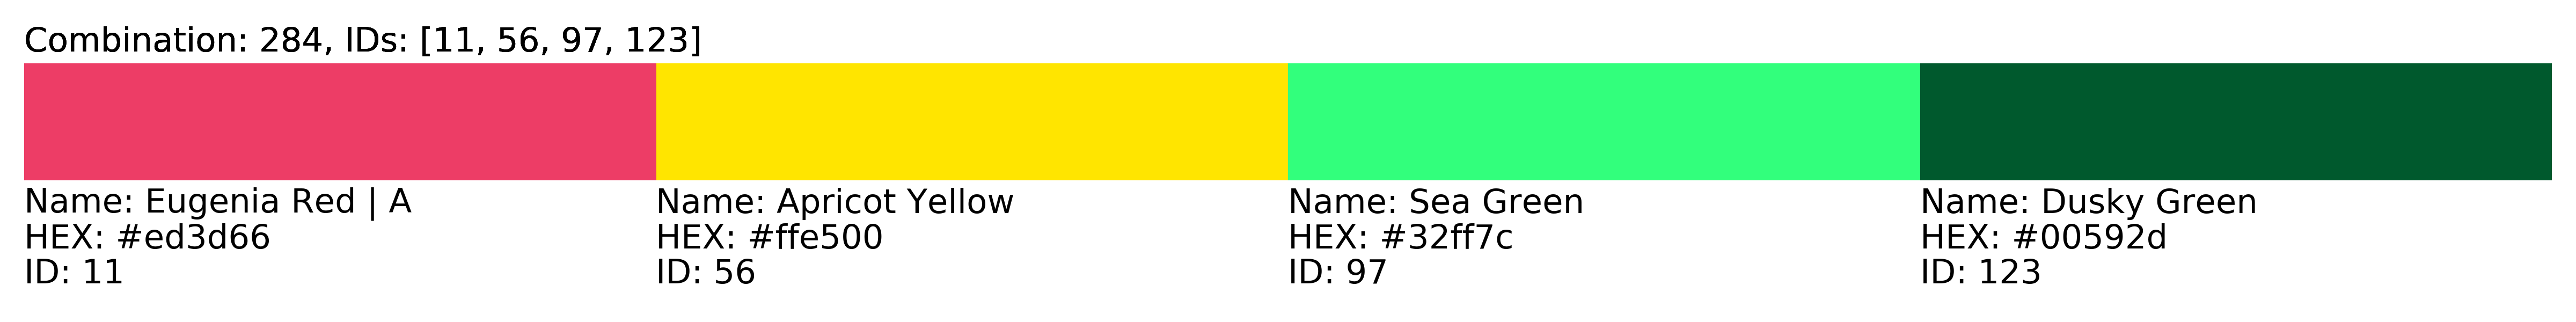 Combination: 284, IDs: [11, 56, 97, 123]
Name: Eugenia Red | A
HEX: #ed3d66
ID: 11
Name: Apricot Yellow
HEX: #ffe500
ID: 56
Name: Sea Green
HEX: #32ff7c
ID: 97
Name: Dusky Green
HEX: #00592d
ID: 123